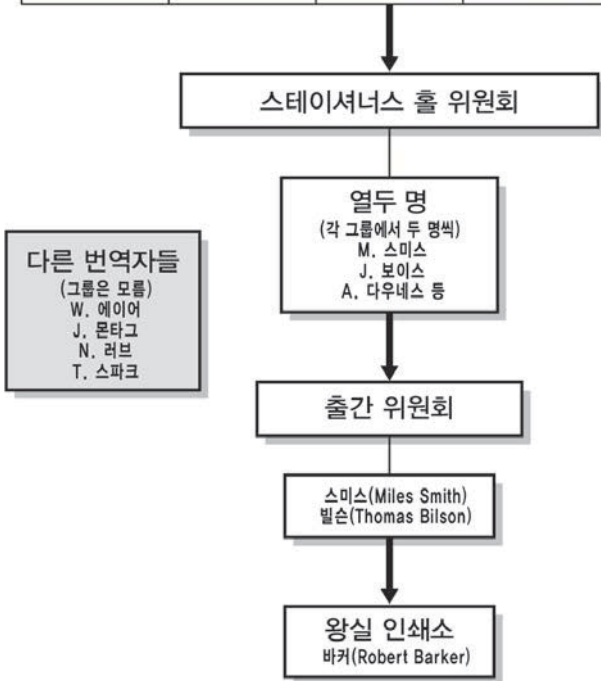 스테이셔너스 홀 위원회
열두 명
(각 그룹에서 두 명씩)
M. 스미스
J. 보이스
A. 다우네스 등
다른 번역자들
(그룹은 모름)
W. 에이어
J. 몬타그
N. 러브
T. 스파크
출간 위원회
스미스(Miles Smith)
빌슨(Thomas Bilson)
왕실 인쇄소
바커(Robert Barker)